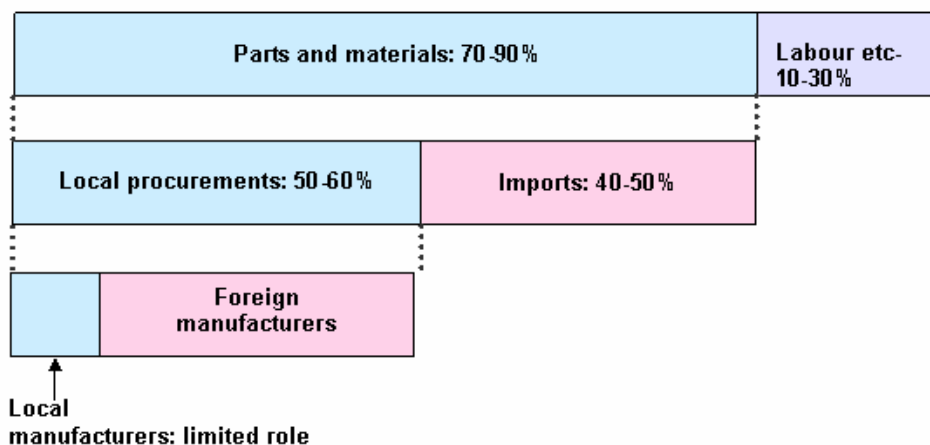 Parts and materials: 70-90%
Labour etc-
10-30%
Local procurements: 50-60%
Imports: 40-50%
Foreign
manufacturers
Local
manufacturers: limited role